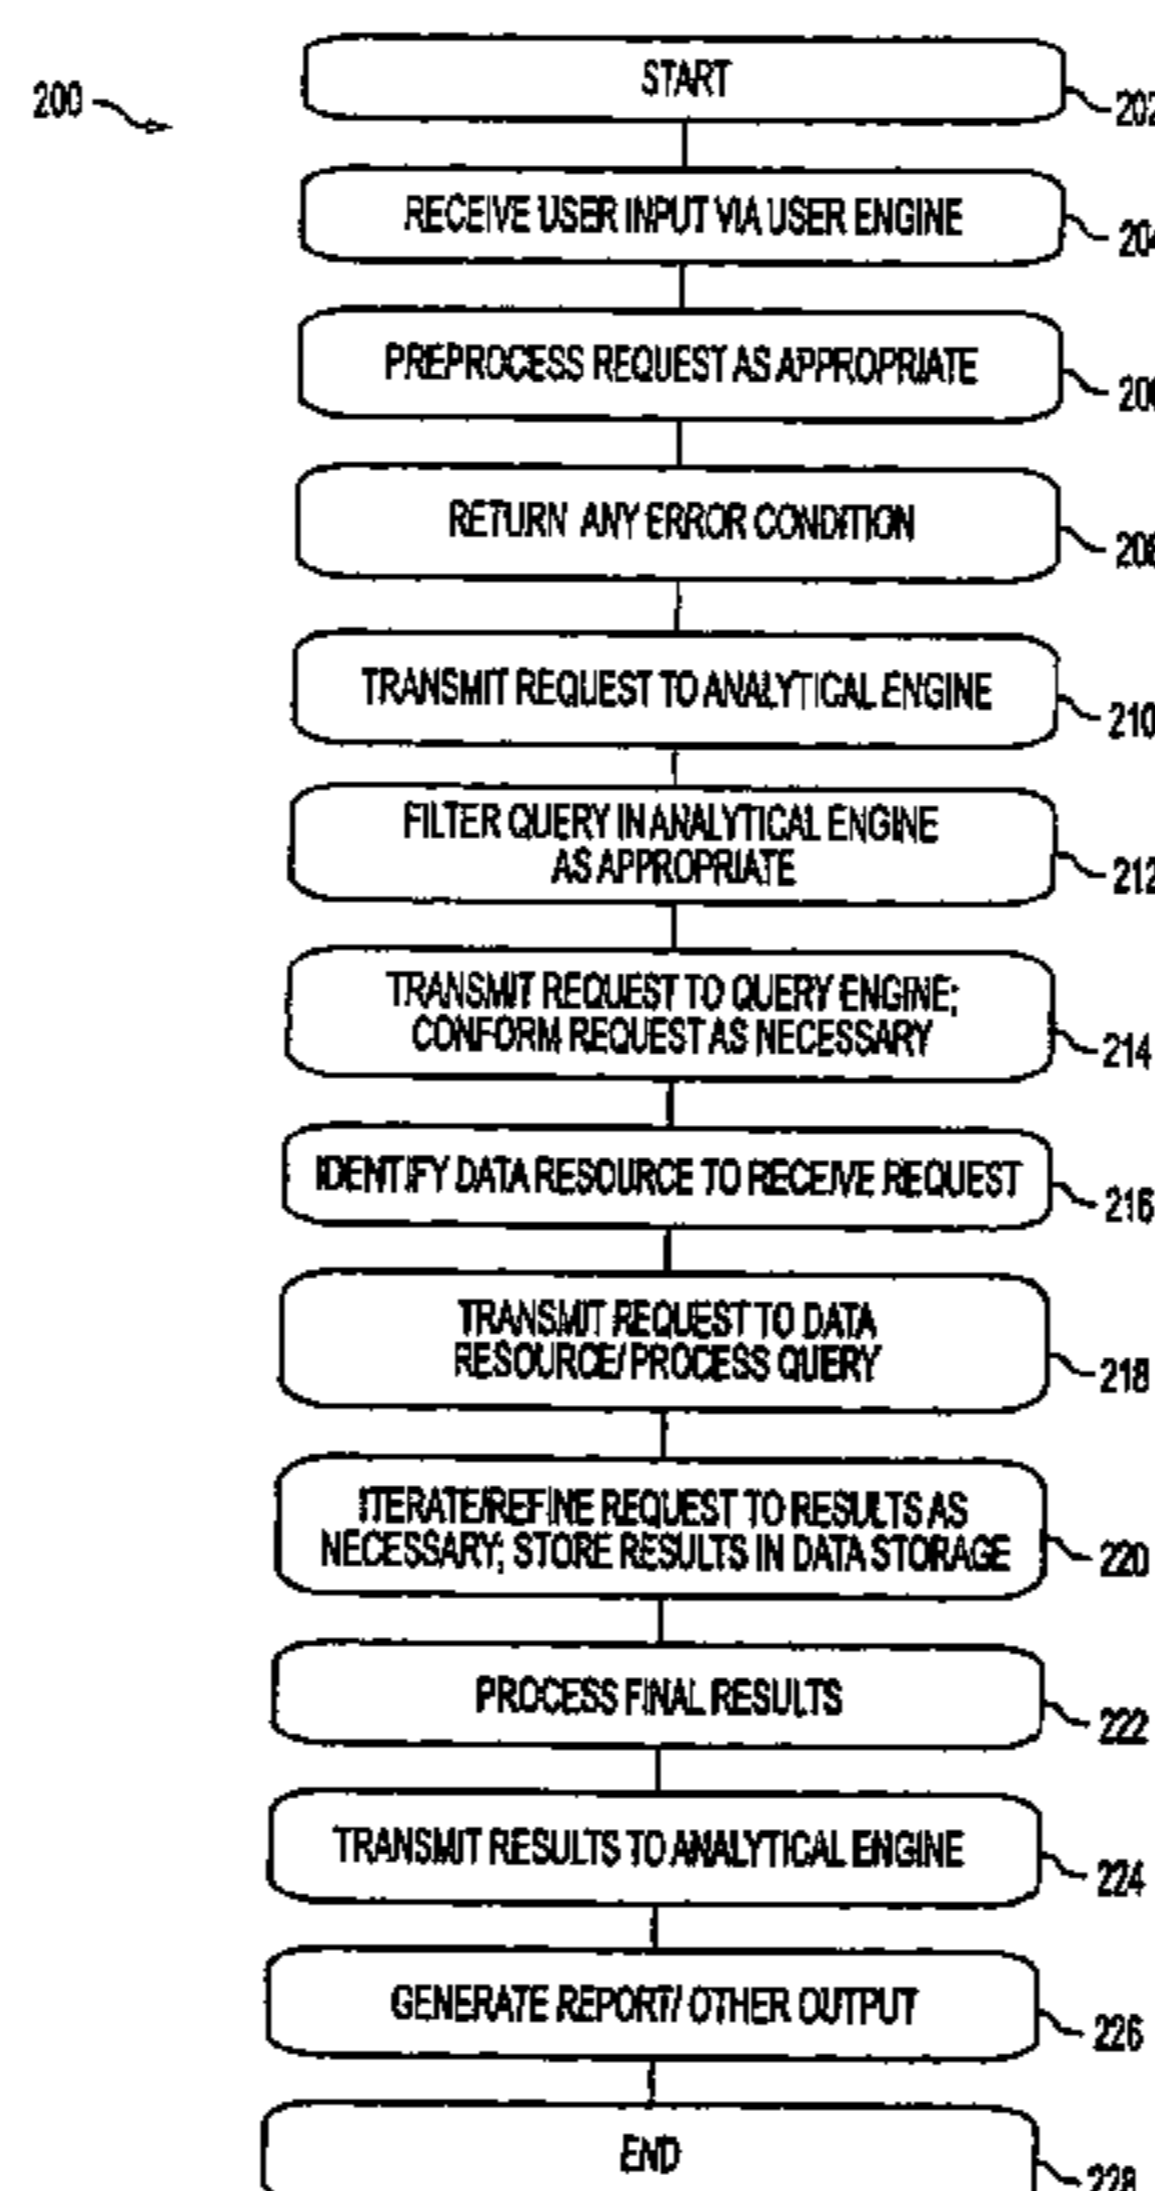 200
START
202
RECEIVE USER INPUT VIA USER ENGINE
204
PREPROCESS REQUEST AS APPROPRIATE
206
RETURN ANY ERROR CONDITION
208
TRANSMIT REQUEST TO ANALYTICAL ENGINE
210
FILTER QUERY IN ANALYTICAL ENGINE
AS APPROPRIATE
212
TRANSMIT REQUEST TO QUERY ENGINE;
CONFORM REQUEST AS NECESSARY
214
IDENTIFY DATA RESOURCE TO RECEIVE REQUEST
216
TRANSMIT REQUEST TO DATA
RESOURCE/ PROCESS QUERY
218
ITERATE/REFINE REQUEST TO RESULTS AS
NECESSARY; STORE RESULTS IN DATA STORAGE
220
PROCESS FINAL RESULTS
222
TRANSMIT RESULTS TO ANALYTICAL ENGINE
224
GENERATE REPORT/ OTHER OUTPUT
226
END
228